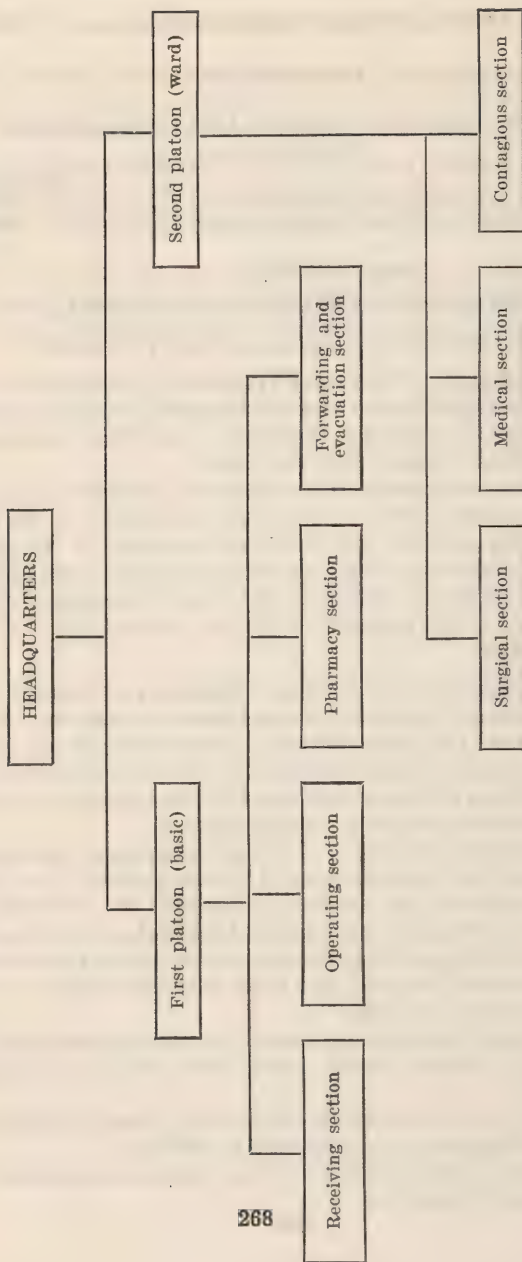 HEADQUARTERS
First platoon (basic)
Second platoon (ward)
Receiving section
Operating section
Pharmacy section
Forwarding and
evacuation section
Surgical section
Medical section
Contagious section
268